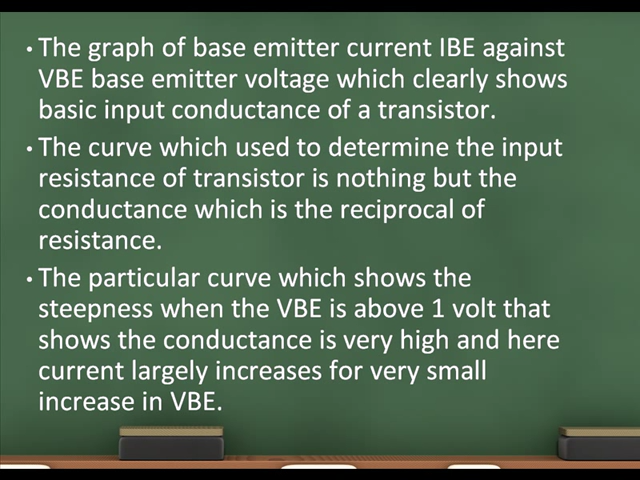 • The graph of base emitter current IBE against
VBE base emitter voltage which clearly shows
basic input conductance of a transistor.
• The curve which used to determine the input
resistance of transistor is nothing but the
conductance which is the reciprocal of
resistance.
• The particular curve which shows the
steepness when the VBE is above 1 volt that
shows the conductance is very high and here
current largely increases for very small
increase in VBE.